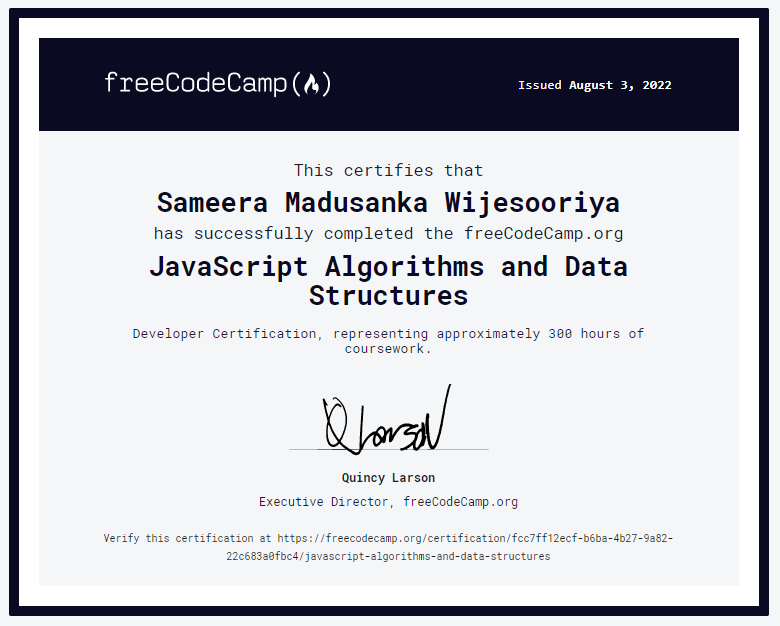 freeCodeCamp
Issued August 3, 2022
This certifies that
Sameera Madusanka Wijesooriya
has successfully completed the freeCodeCamp.org
JavaScript Algorithms and Data
Structures
Developer Certification, representing approximately 300 hours of
coursework.
Q Larson
Quincy Larson
Executive Director, freeCodeCamp.org
Verify this certification at https://freecodecamp.org/certification/fcc7ff12ecf-b6ba-4b27-9a82-
22c683a0fbc4/javascript-algorithms-and-data-structures